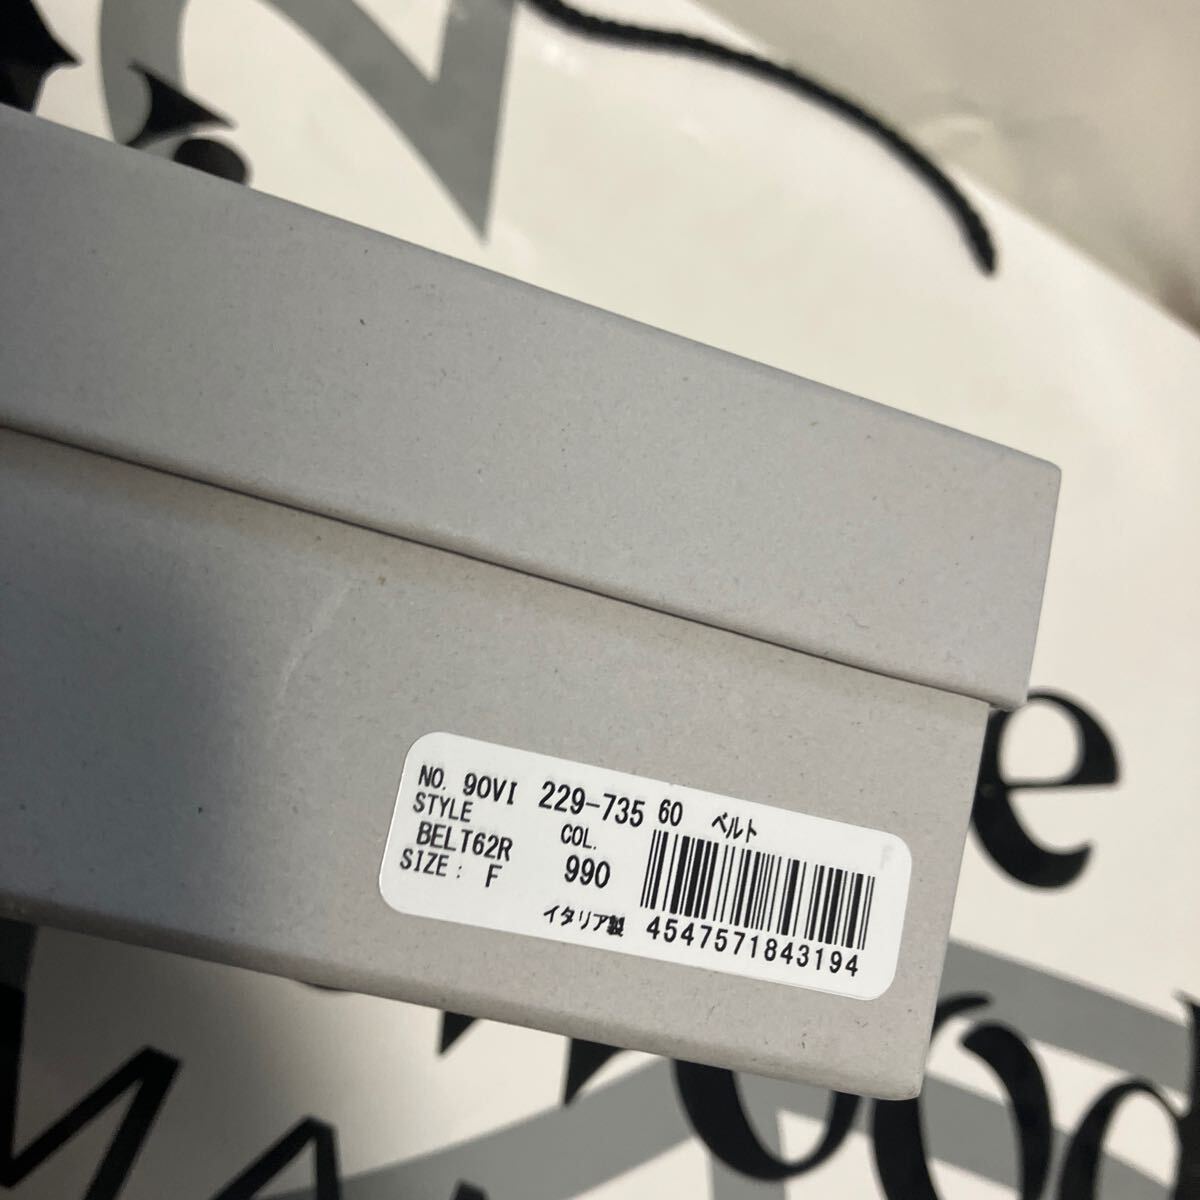 NO. 90VI 229-735 60 ベルト
STYLE COL.
BELT62R 990
SIZE: F
イタリア製 4547571843194
e
MAN